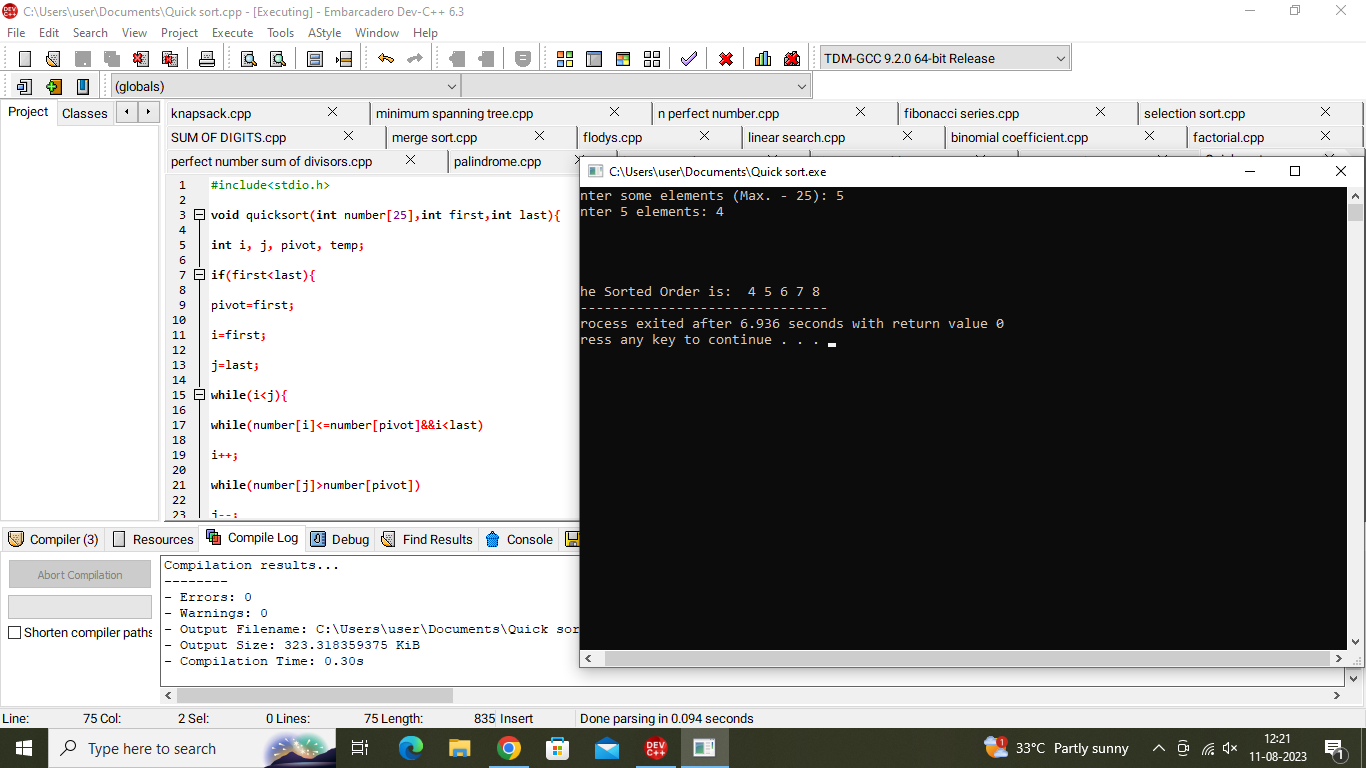 C:\Users\user\Documents\Quick sort.cpp - [Executing] - Embarcadero Dev-C++ 6.3
File Edit Search View Project Execute Tools AStyle Window Help
TDM-GCC 9.2.0 64-bit Release
(globals)
Project Classes
knapsack.cpp minimum spanning tree.cpp n perfect number.cpp fibonacci series.cpp selection sort.cpp
SUM OF DIGITS.cpp merge sort.cpp flodys.cpp linear search.cpp binomial coefficient.cpp factorial.cpp
perfect number sum of divisors.cpp palindrome.cpp
1 #include<stdio.h>
2
3 void quicksort(int number[25],int first,int last){
4
5 int i, j, pivot, temp;
6
7 if(first<last){
8
9 pivot=first;
10
11 i=first;
12
13 j=last;
14
15 while(i<j){
16
17 while(number[i]<=number[pivot]&&i<last)
18
19 i++;
20
21 while(number[j]>number[pivot])
22
23 j--;
C:\Users\user\Documents\Quick sort.exe
nter some elements (Max. - 25): 5
nter 5 elements: 4
he Sorted Order is:  4 5 6 7 8
-------------------------------
rocess exited after 6.936 seconds with return value 0
ress any key to continue . . .
Compiler (3) Resources Compile Log Debug Find Results Console
Abort Compilation
Shorten compiler paths
Compilation results...
--------
- Errors: 0
- Warnings: 0
- Output Filename: C:\Users\user\Documents\Quick sor
- Output Size: 323.318359375 KiB
- Compilation Time: 0.30s
Line: 75 Col: 2 Sel: 0 Lines: 75 Length: 835 Insert Done parsing in 0.094 seconds
Type here to search
DEV C++
1 33°C Partly sunny
12:21
11-08-2023
1